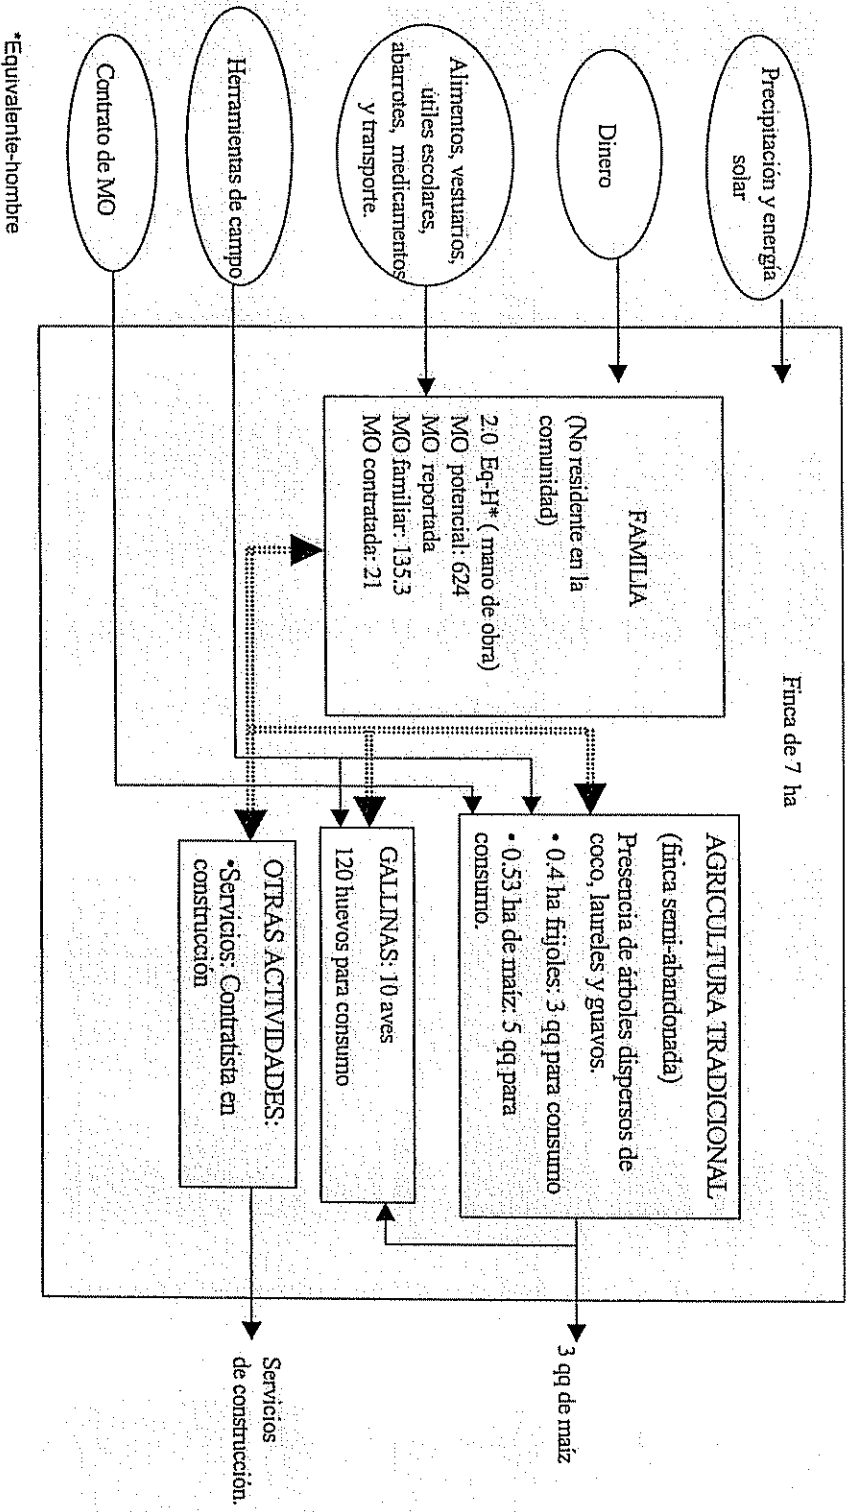 Precipitación y energía
solar
Dinero
Alimentos, vestuarios,
útiles escolares,
abarrotes, medicamentos
y transporte.
Herramientas de campo
Contrato de MO
*Equivalente-hombre
Finca de 7 ha
FAMILIA
(No residente en la
comunidad)
2.0 Eq-H* ( mano de obra)
MO potencial: 624
MO reportada
MO familiar: 135.3
MO contratada: 21
AGRICULTURA TRADICIONAL
(finca semi-abandonada)
Presencia de árboles dispersos de
coco, laureles y guavos.
• 0.4 ha frijoles: 3 qq para consumo
• 0.53 ha de maíz: 5 qq para
consumo.
GALLINAS: 10 aves
120 huevos para consumo
OTRAS ACTIVIDADES:
•Servicios: Contratista en
construcción
3 qq de maíz
Servicios
de construcción.